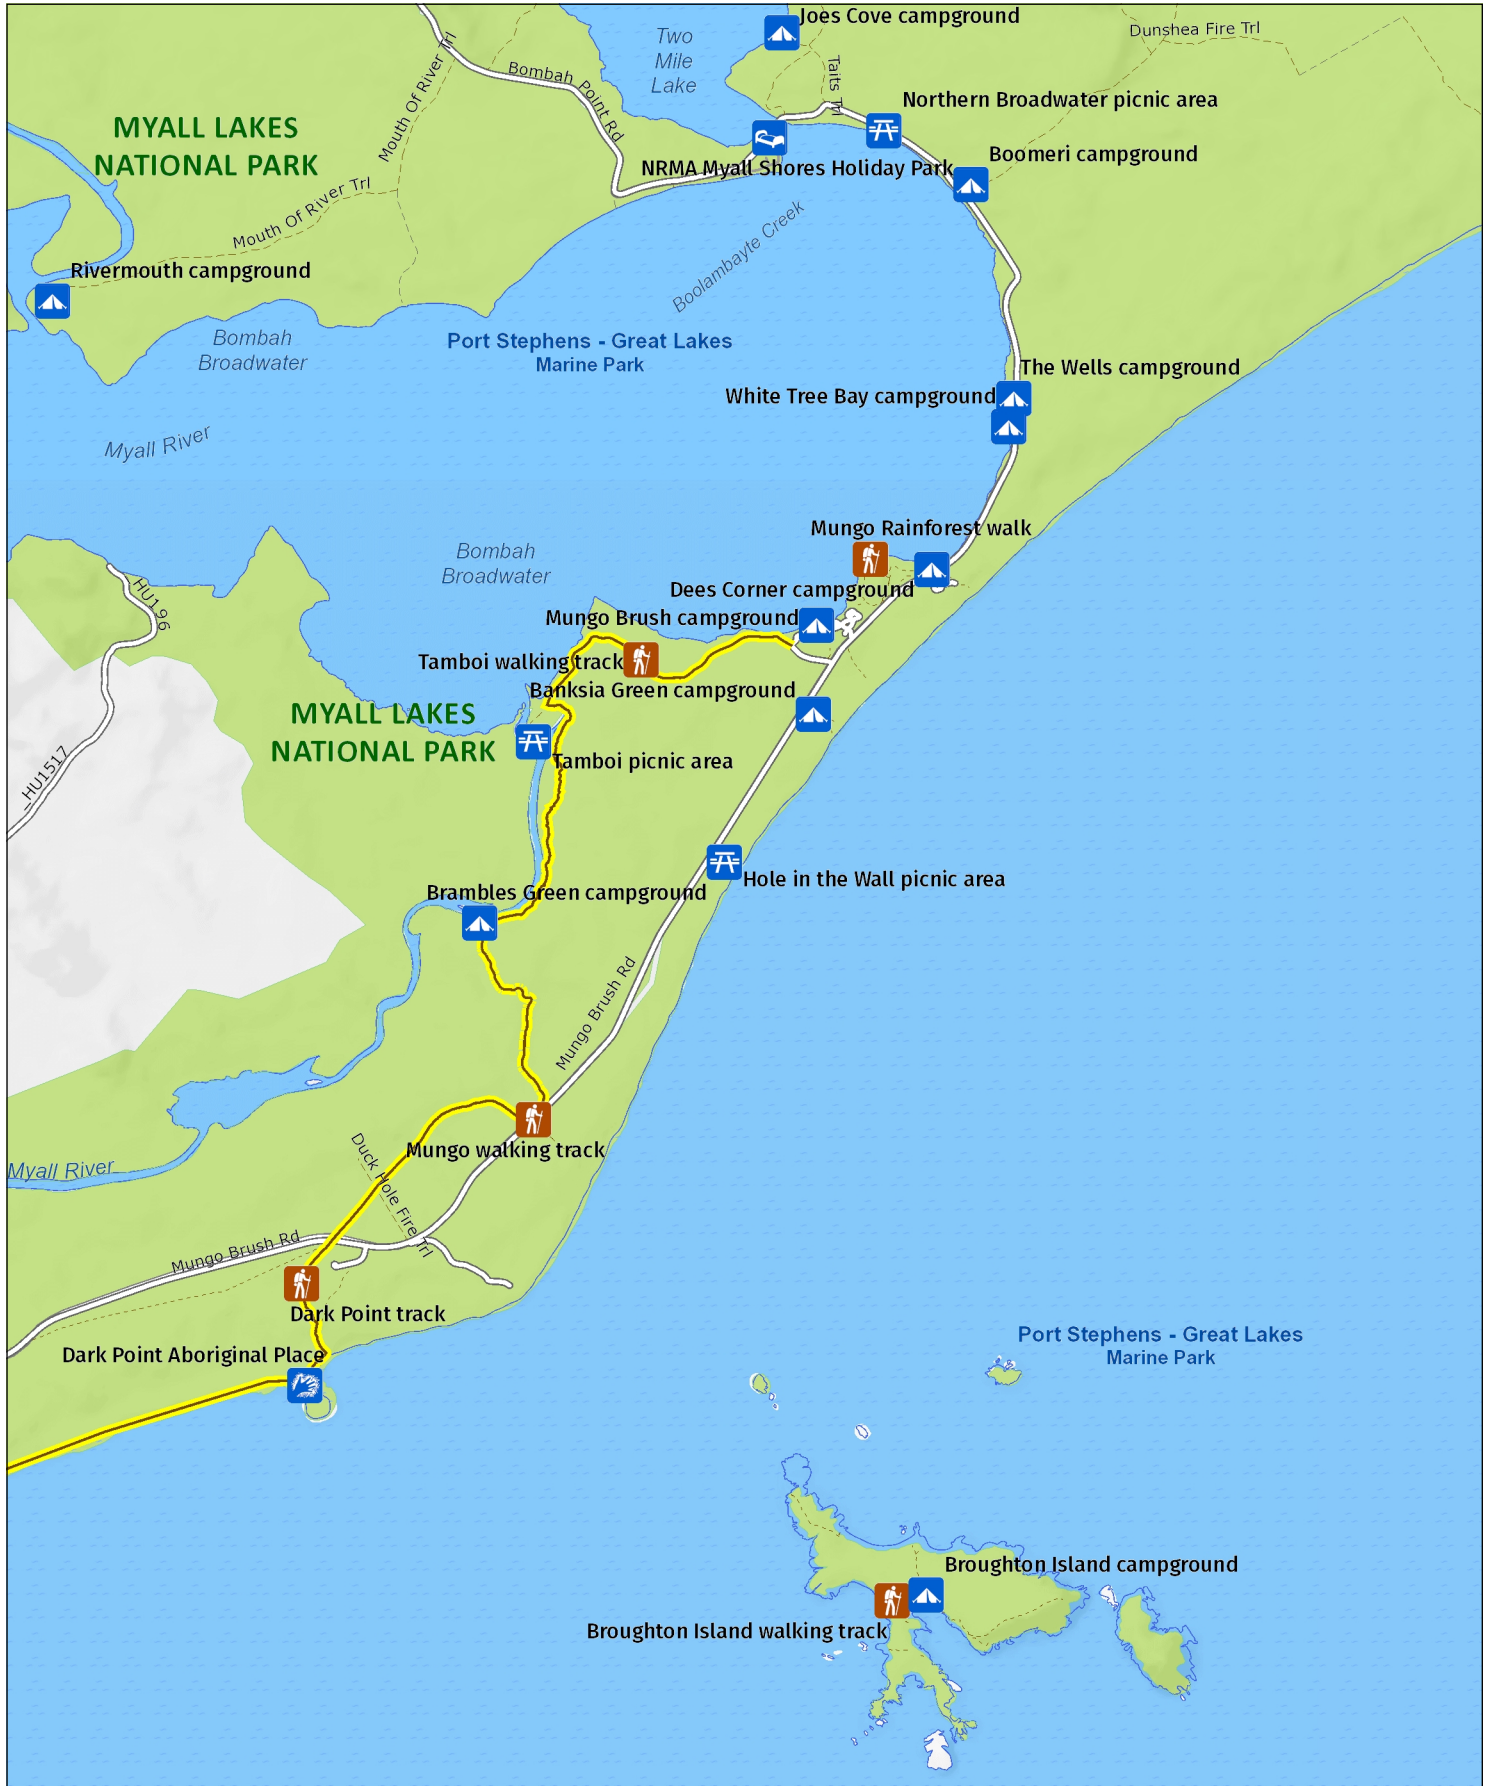 Joes Cove campground
Dunshea Fire Trl
Two
Mile
Lake
Taits Trl
Mouth Of River Trl
Bombah Point Rd
Northern Broadwater picnic area
MYALL LAKES
NATIONAL PARK
Boomeri campground
NRMA Myall Shores Holiday Park
Mouth Of River Trl
Boolambayte Creek
Rivermouth campground
Bombah
Broadwater
Port Stephens - Great Lakes
Marine Park
The Wells campground
White Tree Bay campground
Myall River
Mungo Rainforest walk
Bombah
Broadwater
HU196
Dees Corner campground
Mungo Brush campground
Tamboi walking track
Banksia Green campground
MYALL LAKES
NATIONAL PARK
Tamboi picnic area
_HU1517
Hole in the Wall picnic area
Brambles Green campground
Mungo Brush Rd
Mungo walking track
Myall River
Duck Hole Fire Trl
Mungo Brush Rd
Dark Point track
Port Stephens - Great Lakes
Marine Park
Dark Point Aboriginal Place
Broughton Island campground
Broughton Island walking track